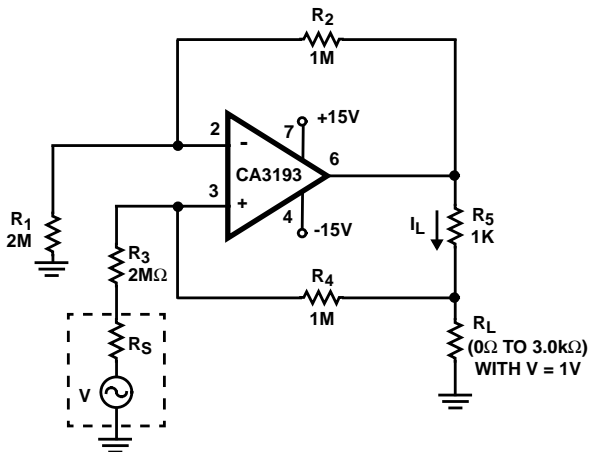 R2
1M
2
-
7
+15V
CA3193
6
3
+
4
-15V
R1
2M
R3
2MΩ
IL
R5
1K
R4
1M
RS
V
RL
(0Ω TO 3.0kΩ)
WITH V = 1V